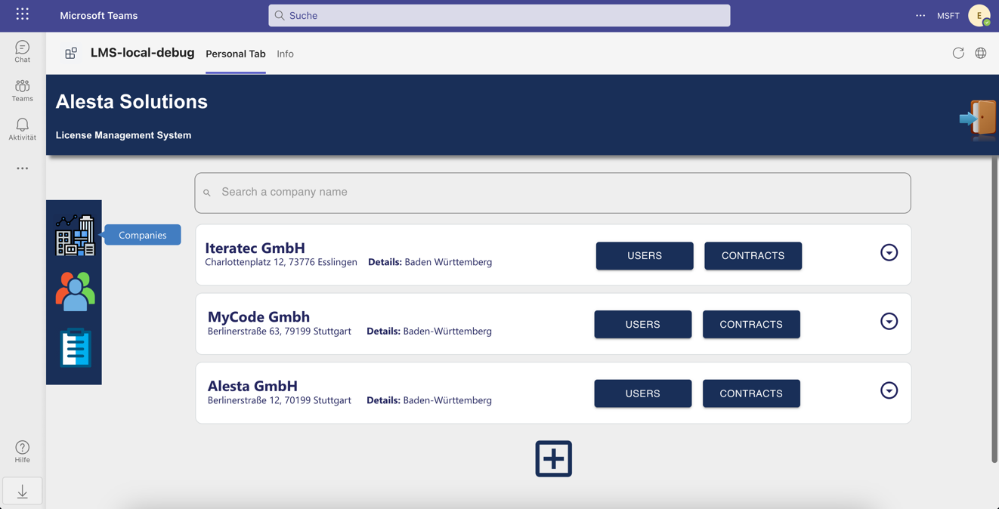 Microsoft Teams
Suche
MSFT
E
Chat
Teams
Aktivität
Hilfe
LMS-local-debug
Personal Tab
Info
Alesta Solutions
License Management System
Companies
Search a company name
Iteratec GmbH
Charlottenplatz 12, 73776 Esslingen Details: Baden Württemberg
USERS CONTRACTS
MyCode Gmbh
Berlinerstraße 63, 79199 Stuttgart Details: Baden-Württemberg
USERS CONTRACTS
Alesta GmbH
Berlinerstraße 12, 70199 Stuttgart Details: Baden-Württemberg
USERS CONTRACTS